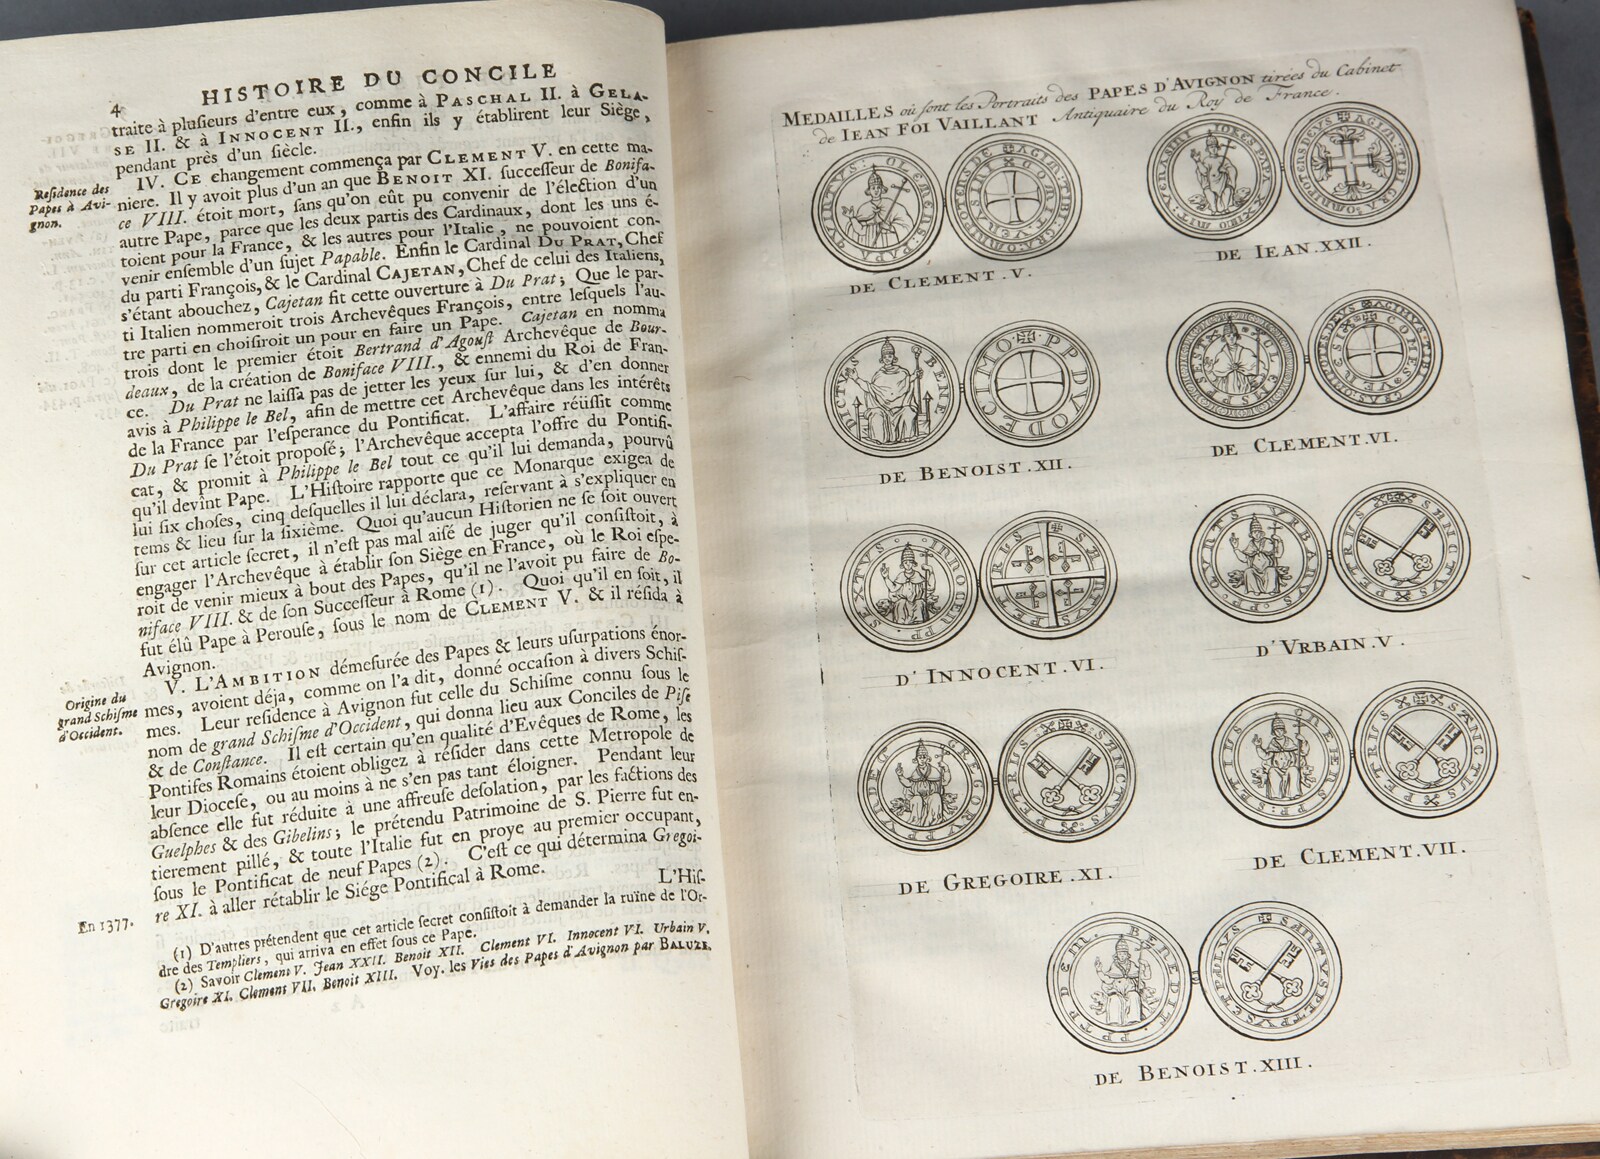 4
HISTOIRE DU CONCILE
traite à pluſieurs d'entre eux, comme à PASCHAL II. à GELA-
SE II. & à INNOCENT II., enfin ils y établirent leur Siège,
pendant près d'un ſiècle.
Reſidence des
Papes à Avi-
gnon.
IV. CE changement commença par CLEMENT V. en cette ma-
niere. Il y avoit plus d'un an que BENOIT XI. ſucceſſeur de Bonifa-
ce VIII. étoit mort, ſans qu'on eût pu convenir de l'élection d'un
autre Pape, parce que les deux partis des Cardinaux, dont les uns é-
toient pour la France, & les autres pour l'Italie, ne pouvoient con-
venir enſemble d'un ſujet Papable. Enfin le Cardinal DU PRAT, Chef
du parti François, & le Cardinal CAJETAN, Chef de celui des Italiens,
s'étant abouchez, Cajetan fit cette ouverture à Du Prat; Que le par-
ti Italien nommeroit trois Archevêques François, entre leſquels l'au-
tre parti en choiſiroit un pour en faire un Pape. Cajetan en nomma
trois dont le premier étoit Bertrand d'Agouſt Archevêque de Bour-
deaux, de la création de Boniface VIII., & ennemi du Roi de Fran-
ce. Du Prat ne laiſſa pas de jetter les yeux ſur lui, & d'en donner
avis à Philippe le Bel, afin de mettre cet Archevêque dans les intérêts
de la France par l'eſperance du Pontificat. L'affaire réüſſit comme
Du Prat ſe l'étoit propoſé; l'Archevêque accepta l'offre du Pontifi-
cat, & promit à Philippe le Bel tout ce qu'il lui demanda, pourvû
qu'il devînt Pape. L'Hiſtoire rapporte que ce Monarque exigea de
lui ſix choſes, cinq deſquelles il lui déclara, reſervant à s'expliquer en
tems & lieu ſur la ſixième. Quoi qu'aucun Hiſtorien ne ſe ſoit ouvert
ſur cet article ſecret, il n'eſt pas mal aiſé de juger qu'il conſiſtoit, à
engager l'Archevêque à établir ſon Siège en France, où le Roi eſpe-
roit de venir mieux à bout des Papes, qu'il ne l'avoit pu faire de Bo-
niface VIII. & de ſon Succeſſeur à Rome (1). Quoi qu'il en ſoit, il
fut élû Pape à Perouſe, ſous le nom de CLEMENT V. & il réſida à
Avignon.
Origine du
grand Schiſme
d'Occident.
V. L'AMBITION démeſurée des Papes & leurs uſurpations énor-
mes, avoient déja, comme on l'a dit, donné occaſion à divers Schiſ-
mes. Leur reſidence à Avignon fut celle du Schiſme connu ſous le
nom de grand Schiſme d'Occident, qui donna lieu aux Conciles de Piſe
& de Conſtance. Il eſt certain qu'en qualité d'Evêques de Rome, les
Pontifes Romains étoient obligez à réſider dans cette Metropole de
leur Dioceſe, ou au moins à ne s'en pas tant éloigner. Pendant leur
abſence elle fut réduite à une affreuſe deſolation, par les factions des
Guelphes & des Gibelins; le prétendu Patrimoine de S. Pierre fut en-
tierement pillé, & toute l'Italie fut en proye au premier occupant,
ſous le Pontificat de neuf Papes (2). C'eſt ce qui détermina Gregoi-
En 1377.
re XI. à aller rétablir le Siége Pontifical à Rome.
L'Hiſ-
(1) D'autres prétendent que cet article ſecret conſiſtoit à demander la ruïne de l'Or-
dre des Templiers, qui arriva en effet ſous ce Pape.
(2) Savoir Clement V. Jean XXII. Benoit XII. Clement VI. Innocent VI. Urbain V.
Gregoire XI. Clement VII. Benoit XIII. Voy. les Vies des Papes d'Avignon par BALUZE.
MEDAILLES où ſont les Portraits des PAPES D'AVIGNON tirées du Cabinet
de IEAN FOI VAILLANT Antiquaire du Roy de France.
DE CLEMENT.V.
DE IEAN.XXII.
DICTVS BENE
DECIMO PP DVODE
DE BENOIST.XII.
DE CLEMENT.VI.
SEXTVS INNOCEN PP
D'INNOCENT.VI.
QVNTS VRBANVS PP
PETRVS SANCTVS
D'VRBAIN.V.
PETRVS SANCTVS
DE GREGOIRE.XI.
PETRVS SANCTVS
DE CLEMENT.VII.
DE BENOIST.XIII.